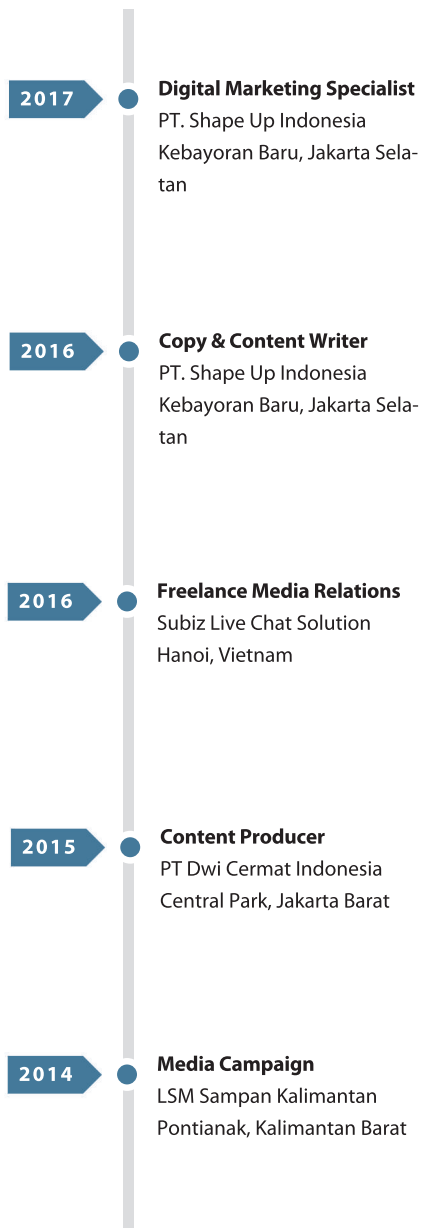 2017
Digital Marketing Specialist
PT. Shape Up Indonesia
Kebayoran Baru, Jakarta Sela-
tan
2016
Copy & Content Writer
PT. Shape Up Indonesia
Kebayoran Baru, Jakarta Sela-
tan
2016
Freelance Media Relations
Subiz Live Chat Solution
Hanoi, Vietnam
2015
Content Producer
PT Dwi Cermat Indonesia
Central Park, Jakarta Barat
2014
Media Campaign
LSM Sampan Kalimantan
Pontianak, Kalimantan Barat